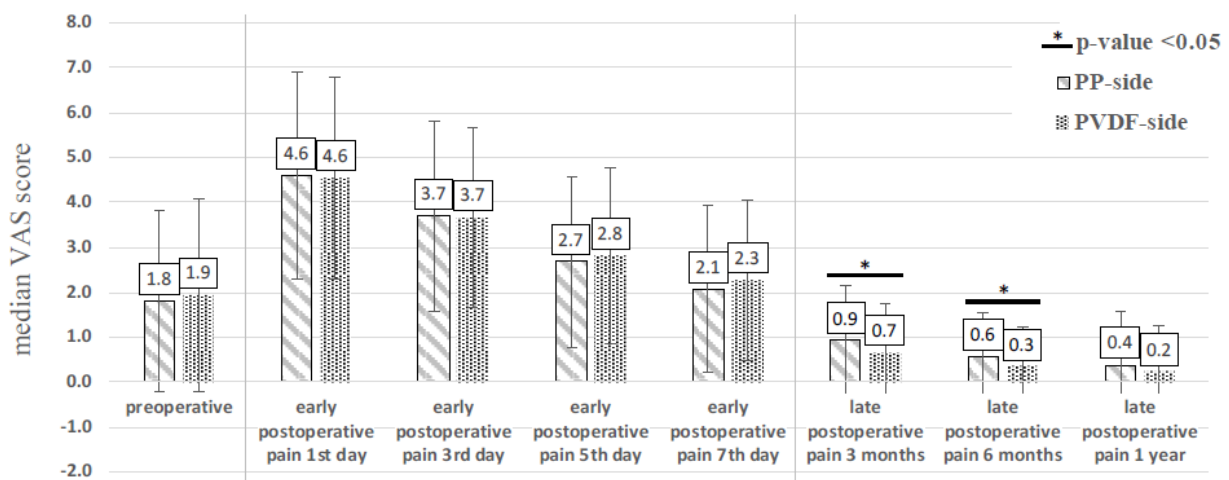 8.0
7.0
6.0
5.0
4.0
3.0
2.0
1.0
0.0
-1.0
-2.0
median VAS score
* p-value <0.05
PP-side
PVDF-side
1.8
1.9
4.6
4.6
3.7
3.7
2.7
2.8
2.1
2.3
*
0.9
0.7
*
0.6
0.3
0.4
0.2
preoperative
early
postoperative
pain 1st day
early
postoperative
pain 3rd day
early
postoperative
pain 5th day
early
postoperative
pain 7th day
late
postoperative
pain 3 months
late
postoperative
pain 6 months
late
postoperative
pain 1 year